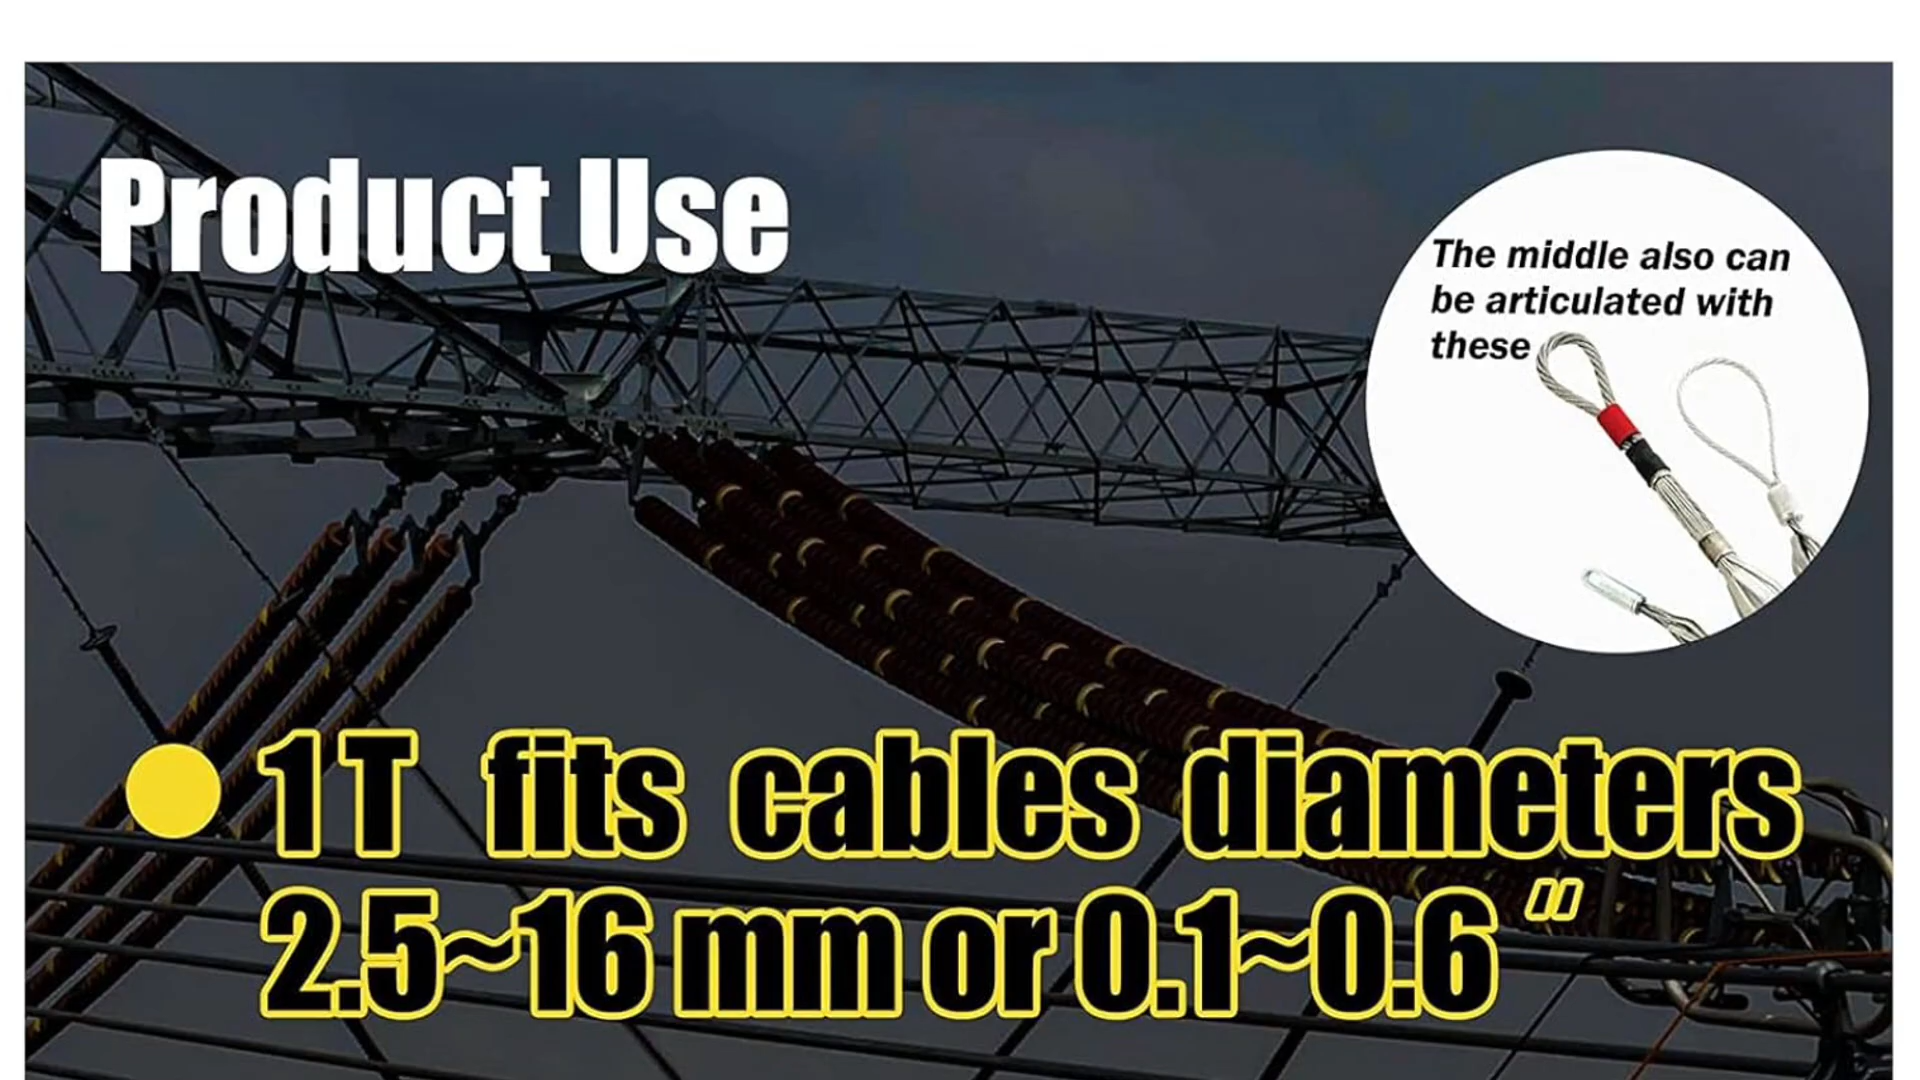 Product Use
The middle also can
be articulated with
these
1T fits cables diameters
2.5~16 mm or 0.1~0.6"